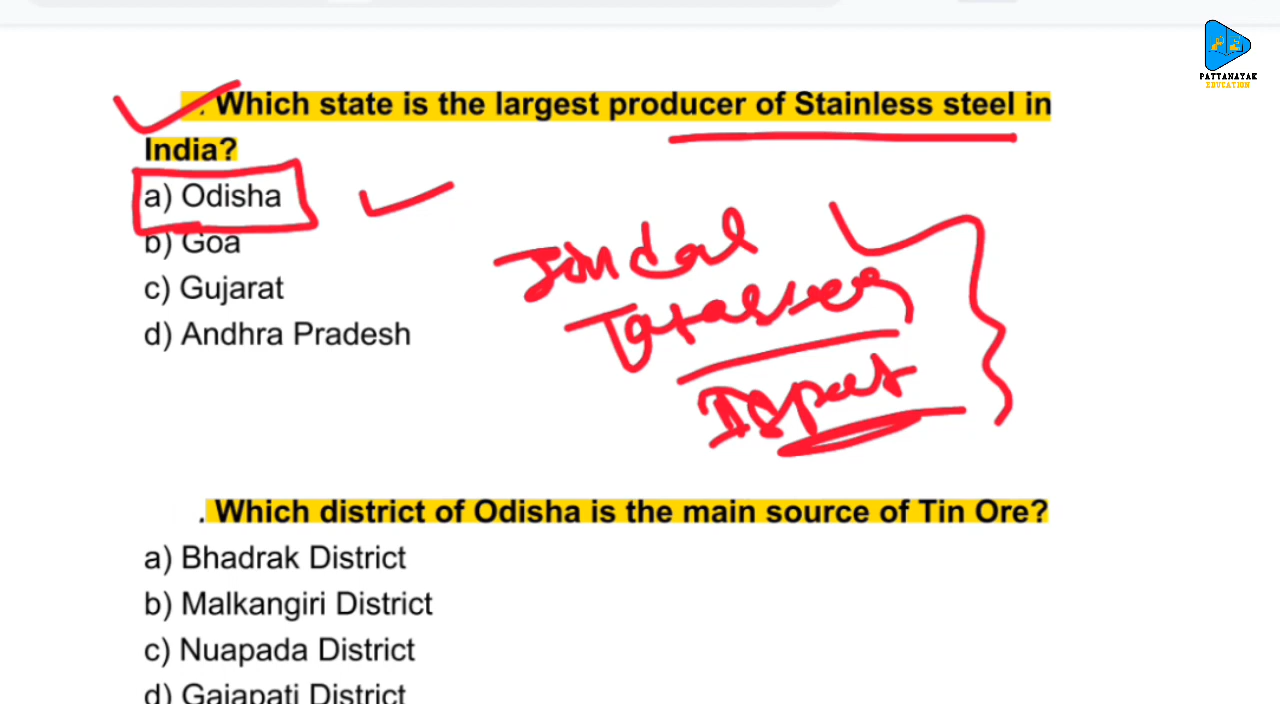 PATTANAYAK
EDUCATION
. Which state is the largest producer of Stainless steel in
India?
a) Odisha
b) Goa
c) Gujarat
d) Andhra Pradesh
Jindal
Tatasteel
Ispat
. Which district of Odisha is the main source of Tin Ore?
a) Bhadrak District
b) Malkangiri District
c) Nuapada District
d) Gajapati District